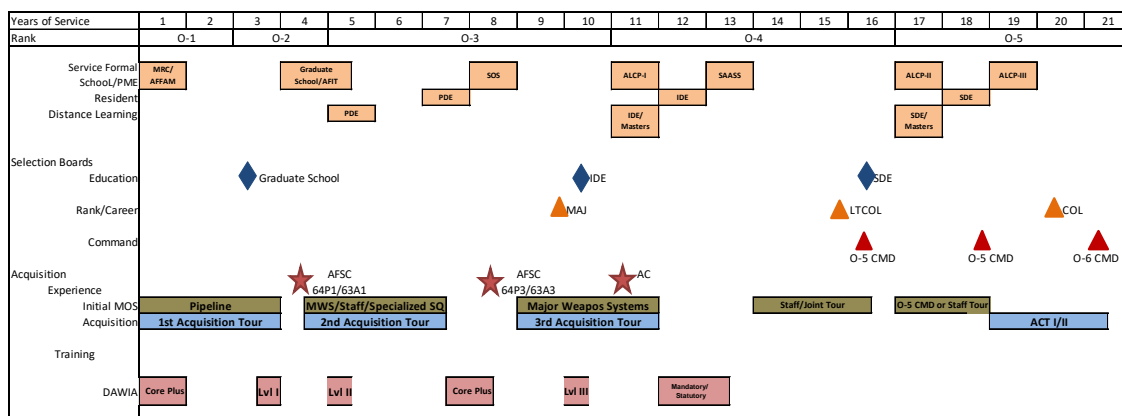 Years of Service 1 2 3 4 5 6 7 8 9 10 11 12 13 14 15 16 17 18 19 20 21
Rank O-1 O-2 O-3 O-4 O-5
Service Formal
SchooL/PME
MRC/
AFFAM
Graduate
School/AFIT
SOS
ALCP-I
SAASS
ALCP-II
ALCP-III
Resident PDE IDE SDE
Distance Learning PDE
IDE/
Masters
SDE/
Masters
Selection Boards
Education Graduate School IDE SDE
Rank/Career MAJ LTCOL COL
Command
O-5 CMD O-5 CMD O-6 CMD
Acquisition
Experience
AFSC
64P1/63A1
AFSC
64P3/63A3
AC
Initial MOS Pipeline MWS/Staff/Specialized SQ Major Weapos Systems Staff/Joint Tour O-5 CMD or Staff Tour
Acquisition 1st Acquisition Tour 2nd Acquisition Tour 3rd Acquisition Tour ACT I/II
Training
DAWIA Core Plus Lvl I Lvl II Core Plus Lvl III
Mandatory/
Statutory